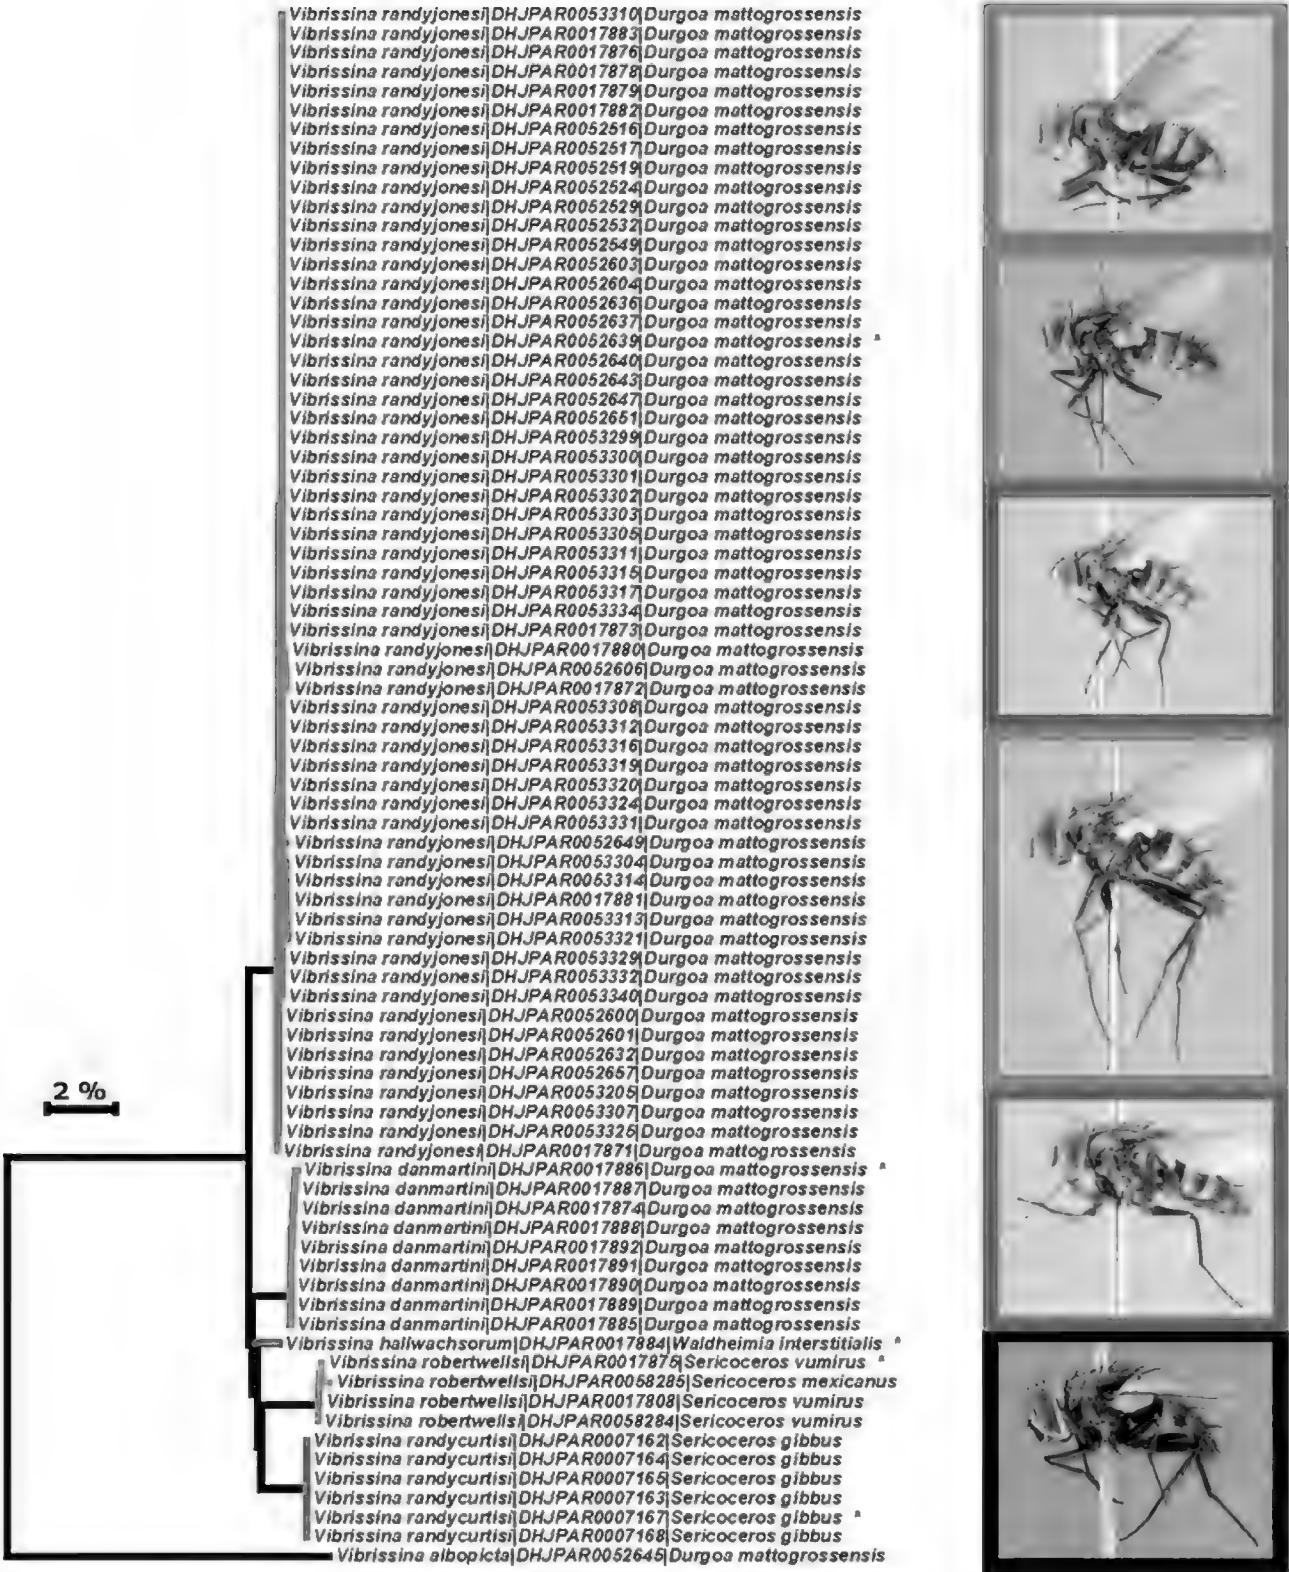 Vibrissina randyjonesi|DHJPAR0053310|Durgoa mattogrossensis
Vibrissina randyjonesi|DHJPAR0017883|Durgoa mattogrossensis
Vibrissina randyjonesi|DHJPAR0017876|Durgoa mattogrossensis
Vibrissina randyjonesi|DHJPAR0017878|Durgoa mattogrossensis
Vibrissina randyjonesi|DHJPAR0017879|Durgoa mattogrossensis
Vibrissina randyjonesi|DHJPAR0017882|Durgoa mattogrossensis
Vibrissina randyjonesi|DHJPAR0052516|Durgoa mattogrossensis
Vibrissina randyjonesi|DHJPAR0052517|Durgoa mattogrossensis
Vibrissina randyjonesi|DHJPAR0052519|Durgoa mattogrossensis
Vibrissina randyjonesi|DHJPAR0052524|Durgoa mattogrossensis
Vibrissina randyjonesi|DHJPAR0052529|Durgoa mattogrossensis
Vibrissina randyjonesi|DHJPAR0052532|Durgoa mattogrossensis
Vibrissina randyjonesi|DHJPAR0052549|Durgoa mattogrossensis
Vibrissina randyjonesi|DHJPAR0052603|Durgoa mattogrossensis
Vibrissina randyjonesi|DHJPAR0052604|Durgoa mattogrossensis
Vibrissina randyjonesi|DHJPAR0052636|Durgoa mattogrossensis
Vibrissina randyjonesi|DHJPAR0052637|Durgoa mattogrossensis
Vibrissina randyjonesi|DHJPAR0052639|Durgoa mattogrossensis *
Vibrissina randyjonesi|DHJPAR0052640|Durgoa mattogrossensis
Vibrissina randyjonesi|DHJPAR0052643|Durgoa mattogrossensis
Vibrissina randyjonesi|DHJPAR0052647|Durgoa mattogrossensis
Vibrissina randyjonesi|DHJPAR0052651|Durgoa mattogrossensis
Vibrissina randyjonesi|DHJPAR0053299|Durgoa mattogrossensis
Vibrissina randyjonesi|DHJPAR0053300|Durgoa mattogrossensis
Vibrissina randyjonesi|DHJPAR0053301|Durgoa mattogrossensis
Vibrissina randyjonesi|DHJPAR0053302|Durgoa mattogrossensis
Vibrissina randyjonesi|DHJPAR0053303|Durgoa mattogrossensis
Vibrissina randyjonesi|DHJPAR0053305|Durgoa mattogrossensis
Vibrissina randyjonesi|DHJPAR0053311|Durgoa mattogrossensis
Vibrissina randyjonesi|DHJPAR0053315|Durgoa mattogrossensis
Vibrissina randyjonesi|DHJPAR0053317|Durgoa mattogrossensis
Vibrissina randyjonesi|DHJPAR0053334|Durgoa mattogrossensis
Vibrissina randyjonesi|DHJPAR0017873|Durgoa mattogrossensis
Vibrissina randyjonesi|DHJPAR0017880|Durgoa mattogrossensis
Vibrissina randyjonesi|DHJPAR0052606|Durgoa mattogrossensis
Vibrissina randyjonesi|DHJPAR0017872|Durgoa mattogrossensis
Vibrissina randyjonesi|DHJPAR0053308|Durgoa mattogrossensis
Vibrissina randyjonesi|DHJPAR0053312|Durgoa mattogrossensis
Vibrissina randyjonesi|DHJPAR0053316|Durgoa mattogrossensis
Vibrissina randyjonesi|DHJPAR0053319|Durgoa mattogrossensis
Vibrissina randyjonesi|DHJPAR0053320|Durgoa mattogrossensis
Vibrissina randyjonesi|DHJPAR0053324|Durgoa mattogrossensis
Vibrissina randyjonesi|DHJPAR0053331|Durgoa mattogrossensis
Vibrissina randyjonesi|DHJPAR0052649|Durgoa mattogrossensis
Vibrissina randyjonesi|DHJPAR0053304|Durgoa mattogrossensis
Vibrissina randyjonesi|DHJPAR0053314|Durgoa mattogrossensis
Vibrissina randyjonesi|DHJPAR0017881|Durgoa mattogrossensis
Vibrissina randyjonesi|DHJPAR0053313|Durgoa mattogrossensis
Vibrissina randyjonesi|DHJPAR0053321|Durgoa mattogrossensis
Vibrissina randyjonesi|DHJPAR0053329|Durgoa mattogrossensis
Vibrissina randyjonesi|DHJPAR0053332|Durgoa mattogrossensis
Vibrissina randyjonesi|DHJPAR0053340|Durgoa mattogrossensis
Vibrissina randyjonesi|DHJPAR0052600|Durgoa mattogrossensis
Vibrissina randyjonesi|DHJPAR0052601|Durgoa mattogrossensis
Vibrissina randyjonesi|DHJPAR0052632|Durgoa mattogrossensis
Vibrissina randyjonesi|DHJPAR0052657|Durgoa mattogrossensis
Vibrissina randyjonesi|DHJPAR0053205|Durgoa mattogrossensis
Vibrissina randyjonesi|DHJPAR0053307|Durgoa mattogrossensis
Vibrissina randyjonesi|DHJPAR0053325|Durgoa mattogrossensis
Vibrissina randyjonesi|DHJPAR0017871|Durgoa mattogrossensis
2 %
Vibrissina danmartini|DHJPAR0017886|Durgoa mattogrossensis *
Vibrissina danmartini|DHJPAR0017887|Durgoa mattogrossensis
Vibrissina danmartini|DHJPAR0017874|Durgoa mattogrossensis
Vibrissina danmartini|DHJPAR0017888|Durgoa mattogrossensis
Vibrissina danmartini|DHJPAR0017892|Durgoa mattogrossensis
Vibrissina danmartini|DHJPAR0017891|Durgoa mattogrossensis
Vibrissina danmartini|DHJPAR0017890|Durgoa mattogrossensis
Vibrissina danmartini|DHJPAR0017889|Durgoa mattogrossensis
Vibrissina danmartini|DHJPAR0017885|Durgoa mattogrossensis
Vibrissina hallwachsorum|DHJPAR0017884|Waldheimia interstitialis *
Vibrissina robertwellsi|DHJPAR0017875|Sericoceros vumirus *
Vibrissina robertwellsi|DHJPAR0058285|Sericoceros mexicanus
Vibrissina robertwellsi|DHJPAR0017808|Sericoceros vumirus
Vibrissina robertwellsi|DHJPAR0058284|Sericoceros vumirus
Vibrissina randycurtisi|DHJPAR0007162|Sericoceros gibbus
Vibrissina randycurtisi|DHJPAR0007164|Sericoceros gibbus
Vibrissina randycurtisi|DHJPAR0007165|Sericoceros gibbus
Vibrissina randycurtisi|DHJPAR0007163|Sericoceros gibbus
Vibrissina randycurtisi|DHJPAR0007167|Sericoceros gibbus *
Vibrissina randycurtisi|DHJPAR0007168|Sericoceros gibbus
Vibrissina albopicta|DHJPAR0052645|Durgoa mattogrossensis